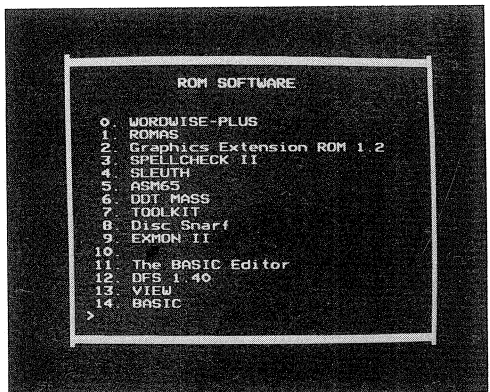 ROM SOFTWARE
0. WORDWISE-PLUS
1. ROMAS
2. Graphics Extension ROM 1.2
3. SPELLCHECK II
4. SLEUTH
5. ASM65
6. DDT MASS
7. TOOLKIT
8. Disc Snarf
9. EXMON II
10.
11. The BASIC Editor
12. DFS 1.40
13. VIEW
14. BASIC
>